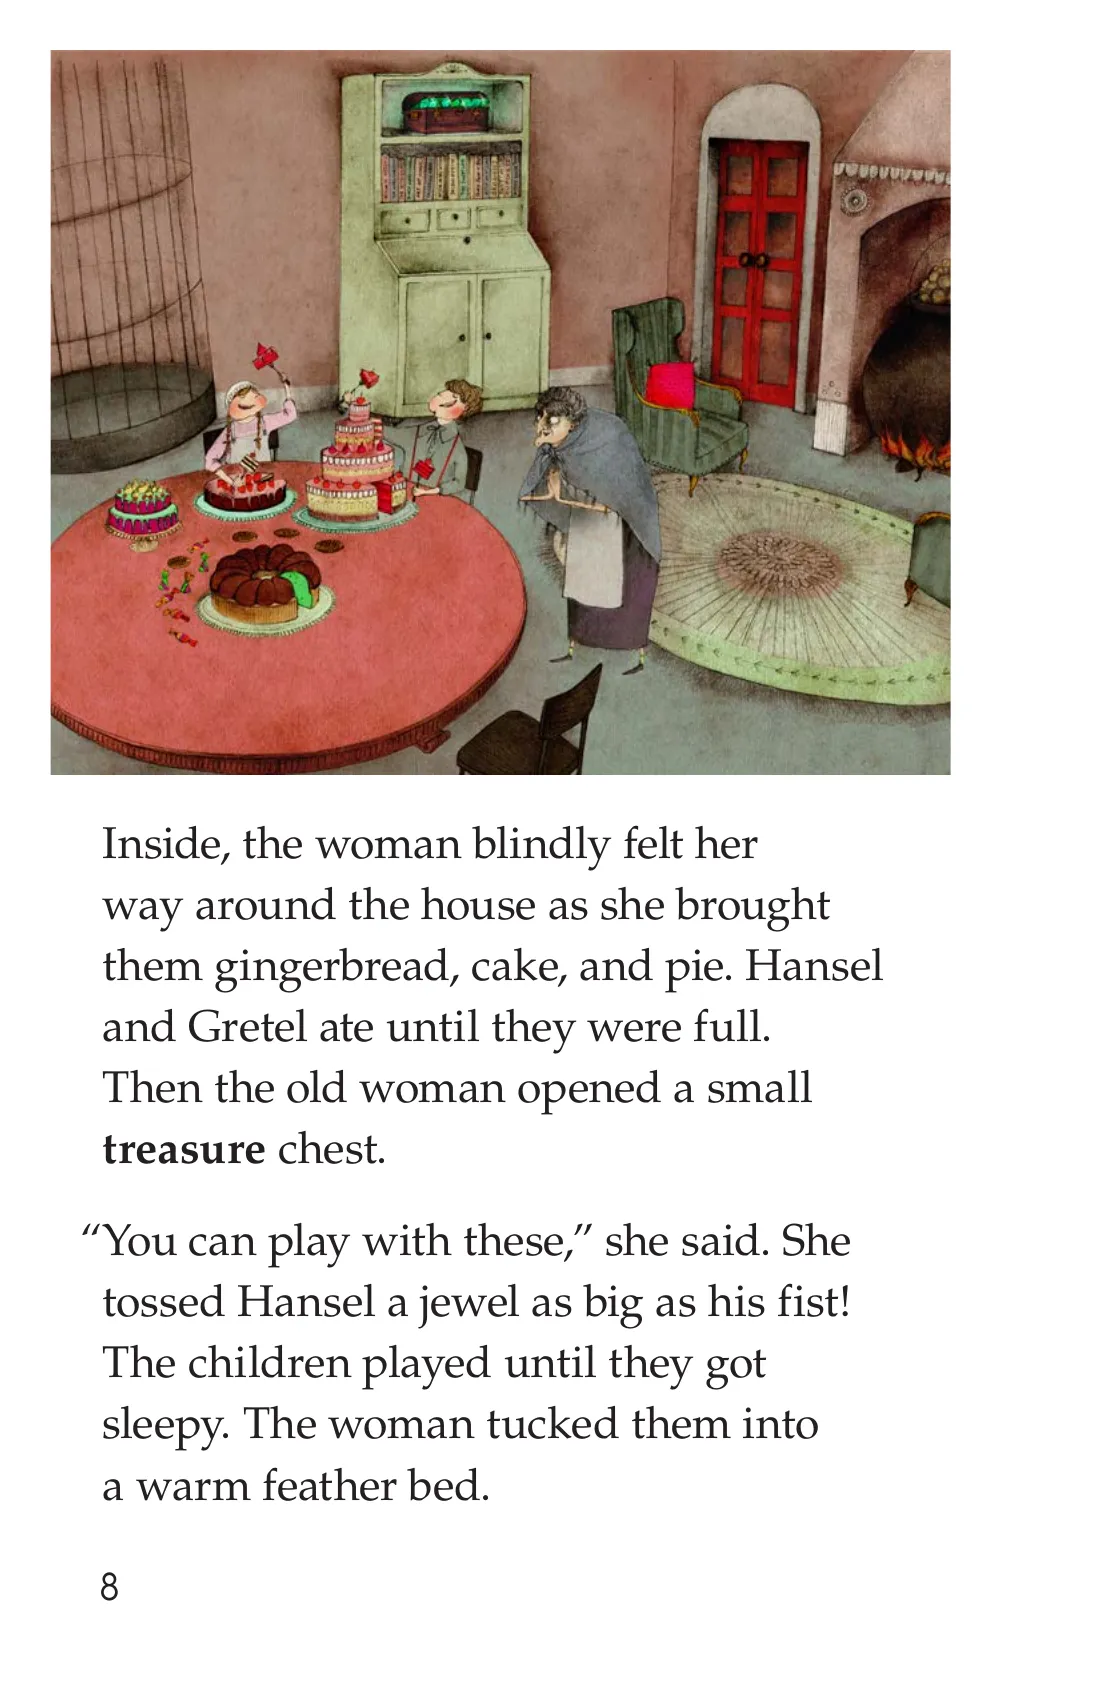 Inside, the woman blindly felt her
way around the house as she brought
them gingerbread, cake, and pie. Hansel
and Gretel ate until they were full.
Then the old woman opened a small
treasure chest.
“You can play with these,” she said. She
tossed Hansel a jewel as big as his fist!
The children played until they got
sleepy. The woman tucked them into
a warm feather bed.
8